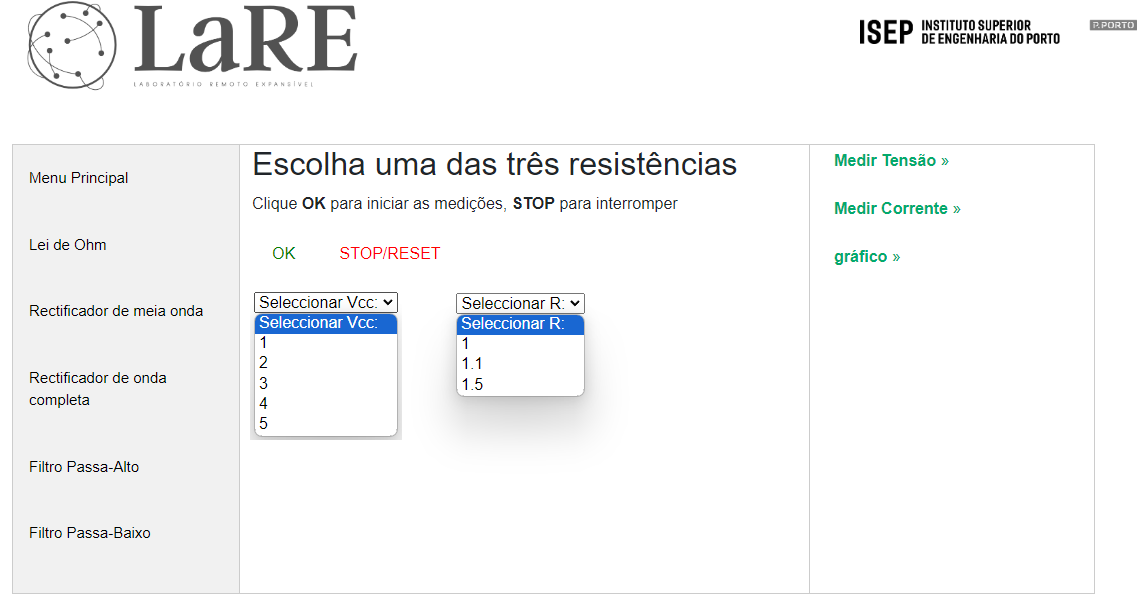 LaRE
LABORATÓRIO REMOTO EXPANSÍVEL
ISEP INSTITUTO SUPERIOR
DE ENGENHARIA DO PORTO
P.PORTO
Menu Principal
Lei de Ohm
Rectificador de meia onda
Rectificador de onda
completa
Filtro Passa-Alto
Filtro Passa-Baixo
Escolha uma das três resistências
Clique OK para iniciar as medições, STOP para interromper
OK STOP/RESET
Seleccionar Vcc:
Seleccionar Vcc:
1
2
3
4
5
Seleccionar R:
Seleccionar R:
1
1.1
1.5
Medir Tensão »
Medir Corrente »
gráfico »